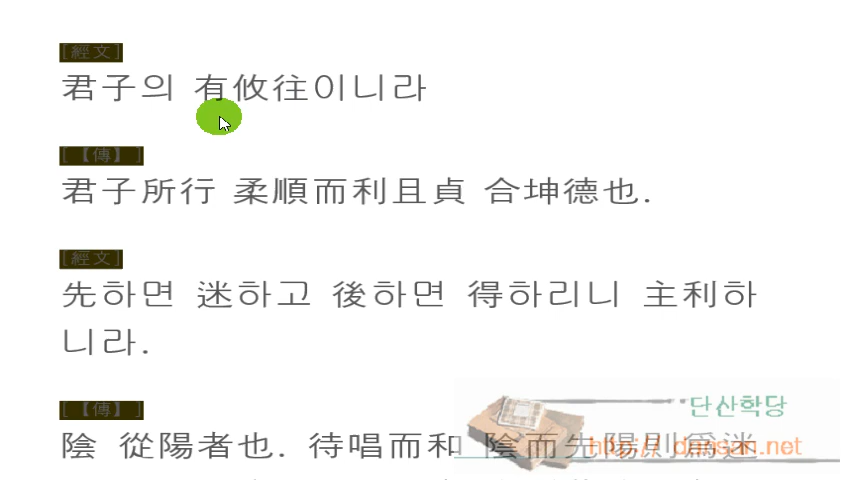 [經文]
君子의 有攸往이니라
[【傳】]
君子所行 柔順而利且貞 合坤德也.
[經文]
先하면 迷하고 後하면 得하리니 主利하
니라.
[【傳】]
陰 從陽者也. 待唱而和 陰而先陽則爲迷
단산학당
http://dansan.net